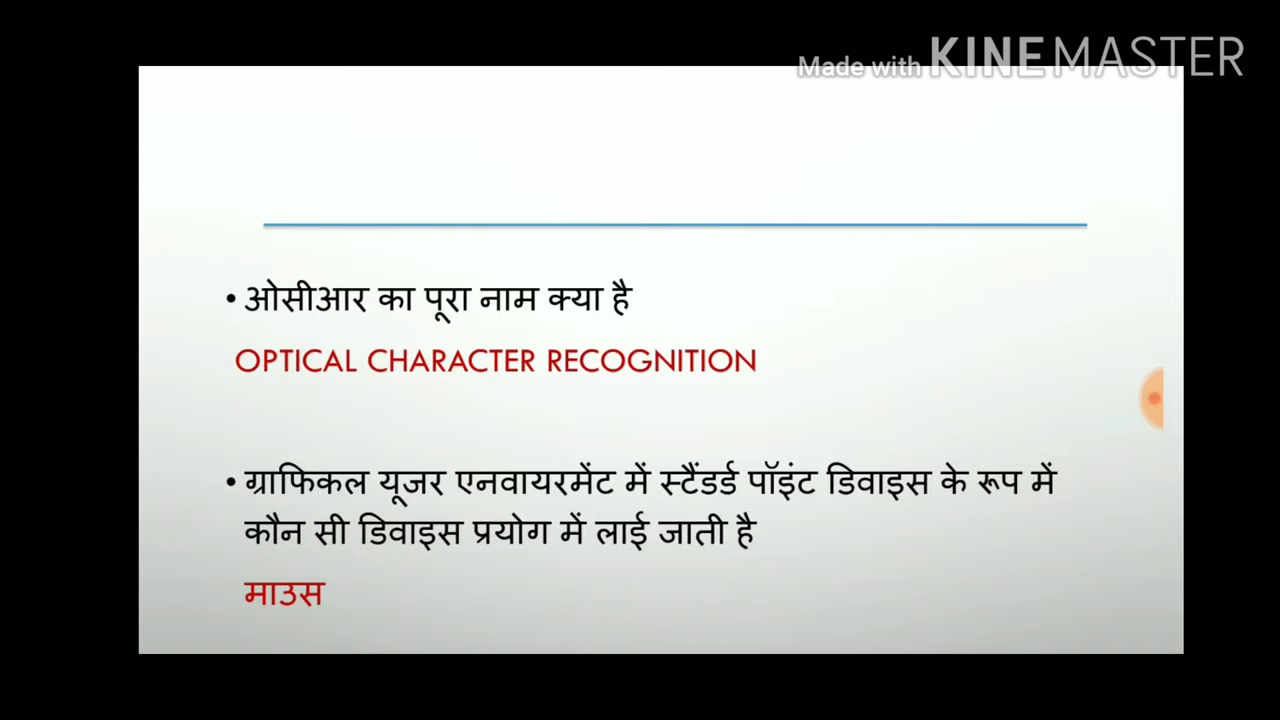 Made with KINEMASTER
• ओसीआर का पूरा नाम क्या है
OPTICAL CHARACTER RECOGNITION
• ग्राफिकल यूजर एनवायरमेंट में स्टैंडर्ड पॉइंट डिवाइस के रूप में
कौन सी डिवाइस प्रयोग में लाई जाती है
माउस